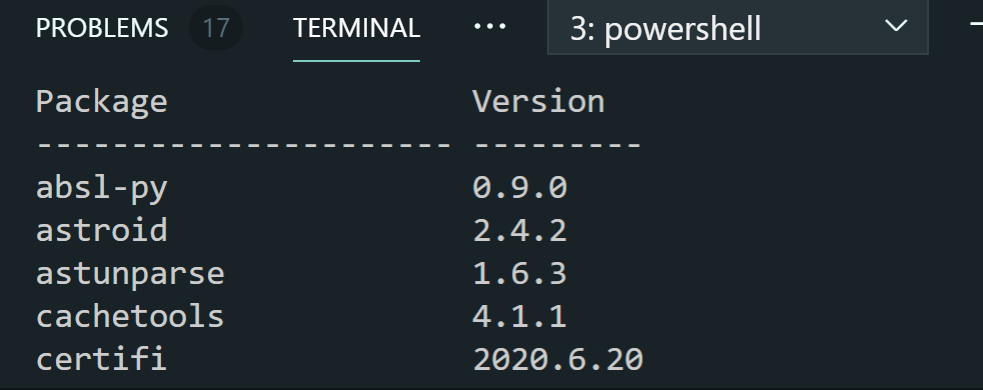 PROBLEMS 17 TERMINAL ··· 3: powershell
Package Version
---------------------- ---------
absl-py 0.9.0
astroid 2.4.2
astunparse 1.6.3
cachetools 4.1.1
certifi 2020.6.20